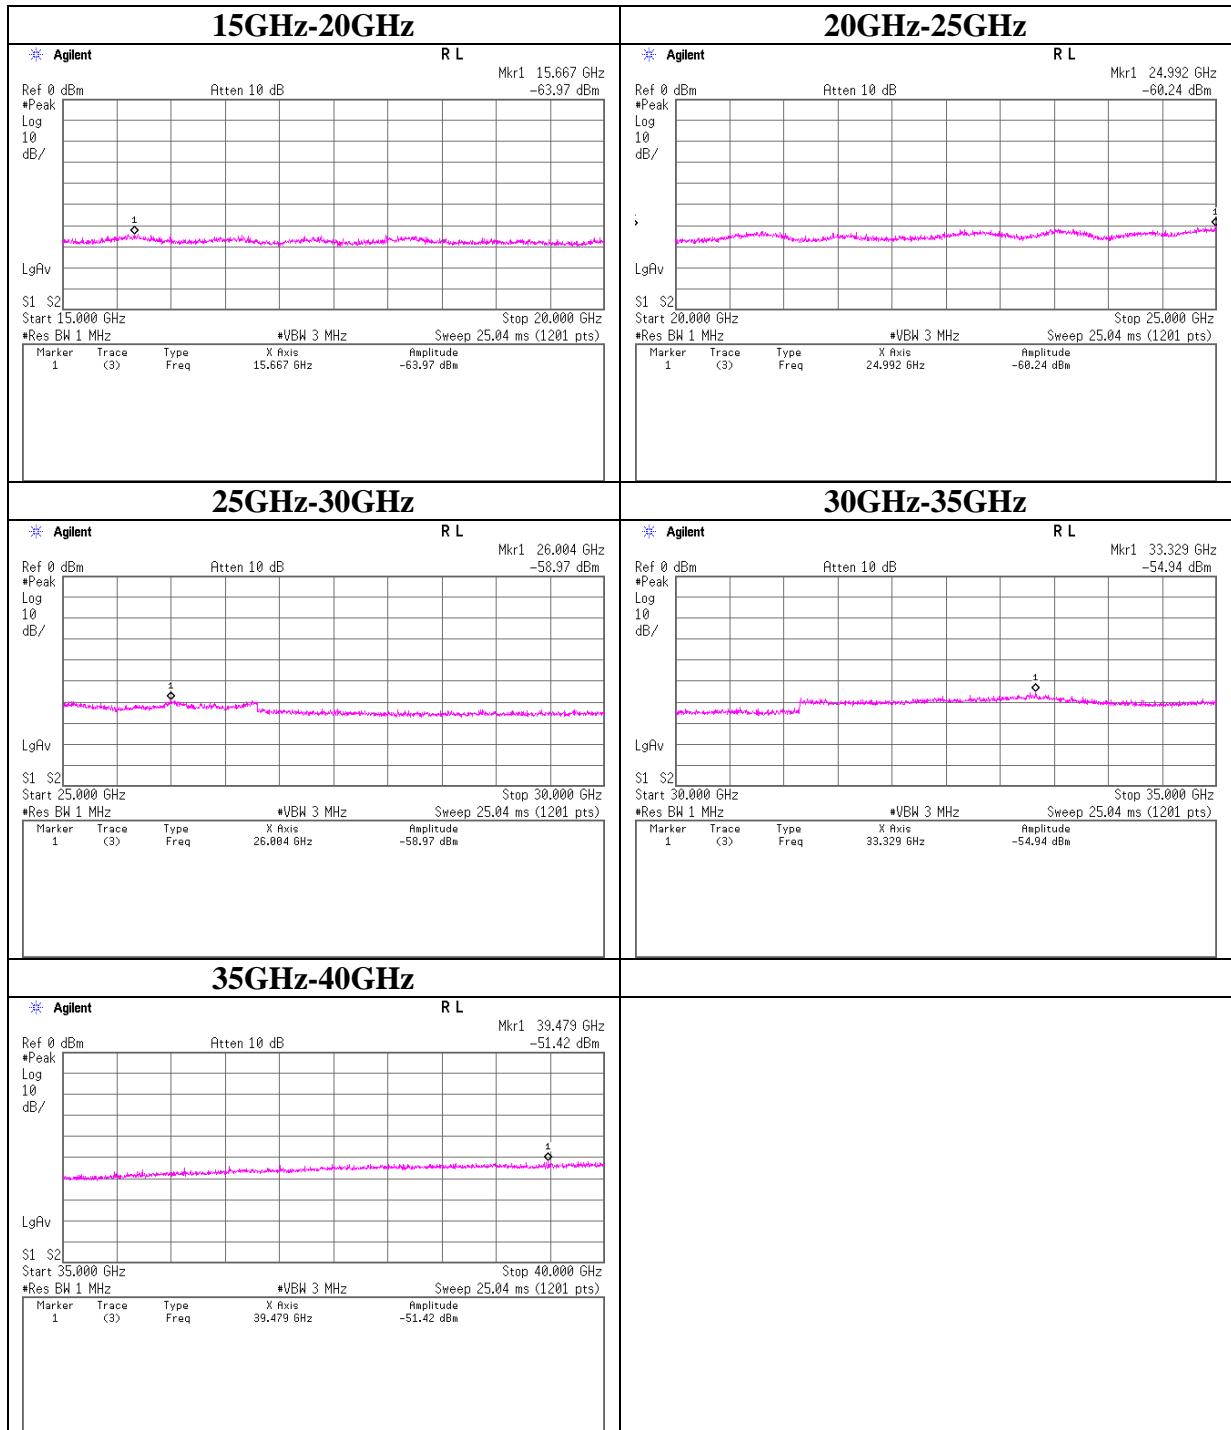 15GHz-20GHz
Agilent R L
Mkr1 15.667 GHz
Ref 0 dBm Atten 10 dB -63.97 dBm
#Peak
Log
10
dB/
1
LgAv
S1 S2
Start 15.000 GHz Stop 20.000 GHz
#Res BW 1 MHz #VBW 3 MHz Sweep 25.04 ms (1201 pts)
Marker Trace Type X Axis Amplitude
1 (3) Freq 15.667 GHz -63.97 dBm
20GHz-25GHz
Agilent R L
Mkr1 24.992 GHz
Ref 0 dBm Atten 10 dB -60.24 dBm
#Peak
Log
10
dB/
1
LgAv
S1 S2
Start 20.000 GHz Stop 25.000 GHz
#Res BW 1 MHz #VBW 3 MHz Sweep 25.04 ms (1201 pts)
Marker Trace Type X Axis Amplitude
1 (3) Freq 24.992 GHz -60.24 dBm
25GHz-30GHz
Agilent R L
Mkr1 26.004 GHz
Ref 0 dBm Atten 10 dB -58.97 dBm
#Peak
Log
10
dB/
1
LgAv
S1 S2
Start 25.000 GHz Stop 30.000 GHz
#Res BW 1 MHz #VBW 3 MHz Sweep 25.04 ms (1201 pts)
Marker Trace Type X Axis Amplitude
1 (3) Freq 26.004 GHz -58.97 dBm
30GHz-35GHz
Agilent R L
Mkr1 33.329 GHz
Ref 0 dBm Atten 10 dB -54.94 dBm
#Peak
Log
10
dB/
1
LgAv
S1 S2
Start 30.000 GHz Stop 35.000 GHz
#Res BW 1 MHz #VBW 3 MHz Sweep 25.04 ms (1201 pts)
Marker Trace Type X Axis Amplitude
1 (3) Freq 33.329 GHz -54.94 dBm
35GHz-40GHz
Agilent R L
Mkr1 39.479 GHz
Ref 0 dBm Atten 10 dB -51.42 dBm
#Peak
Log
10
dB/
1
LgAv
S1 S2
Start 35.000 GHz Stop 40.000 GHz
#Res BW 1 MHz #VBW 3 MHz Sweep 25.04 ms (1201 pts)
Marker Trace Type X Axis Amplitude
1 (3) Freq 39.479 GHz -51.42 dBm